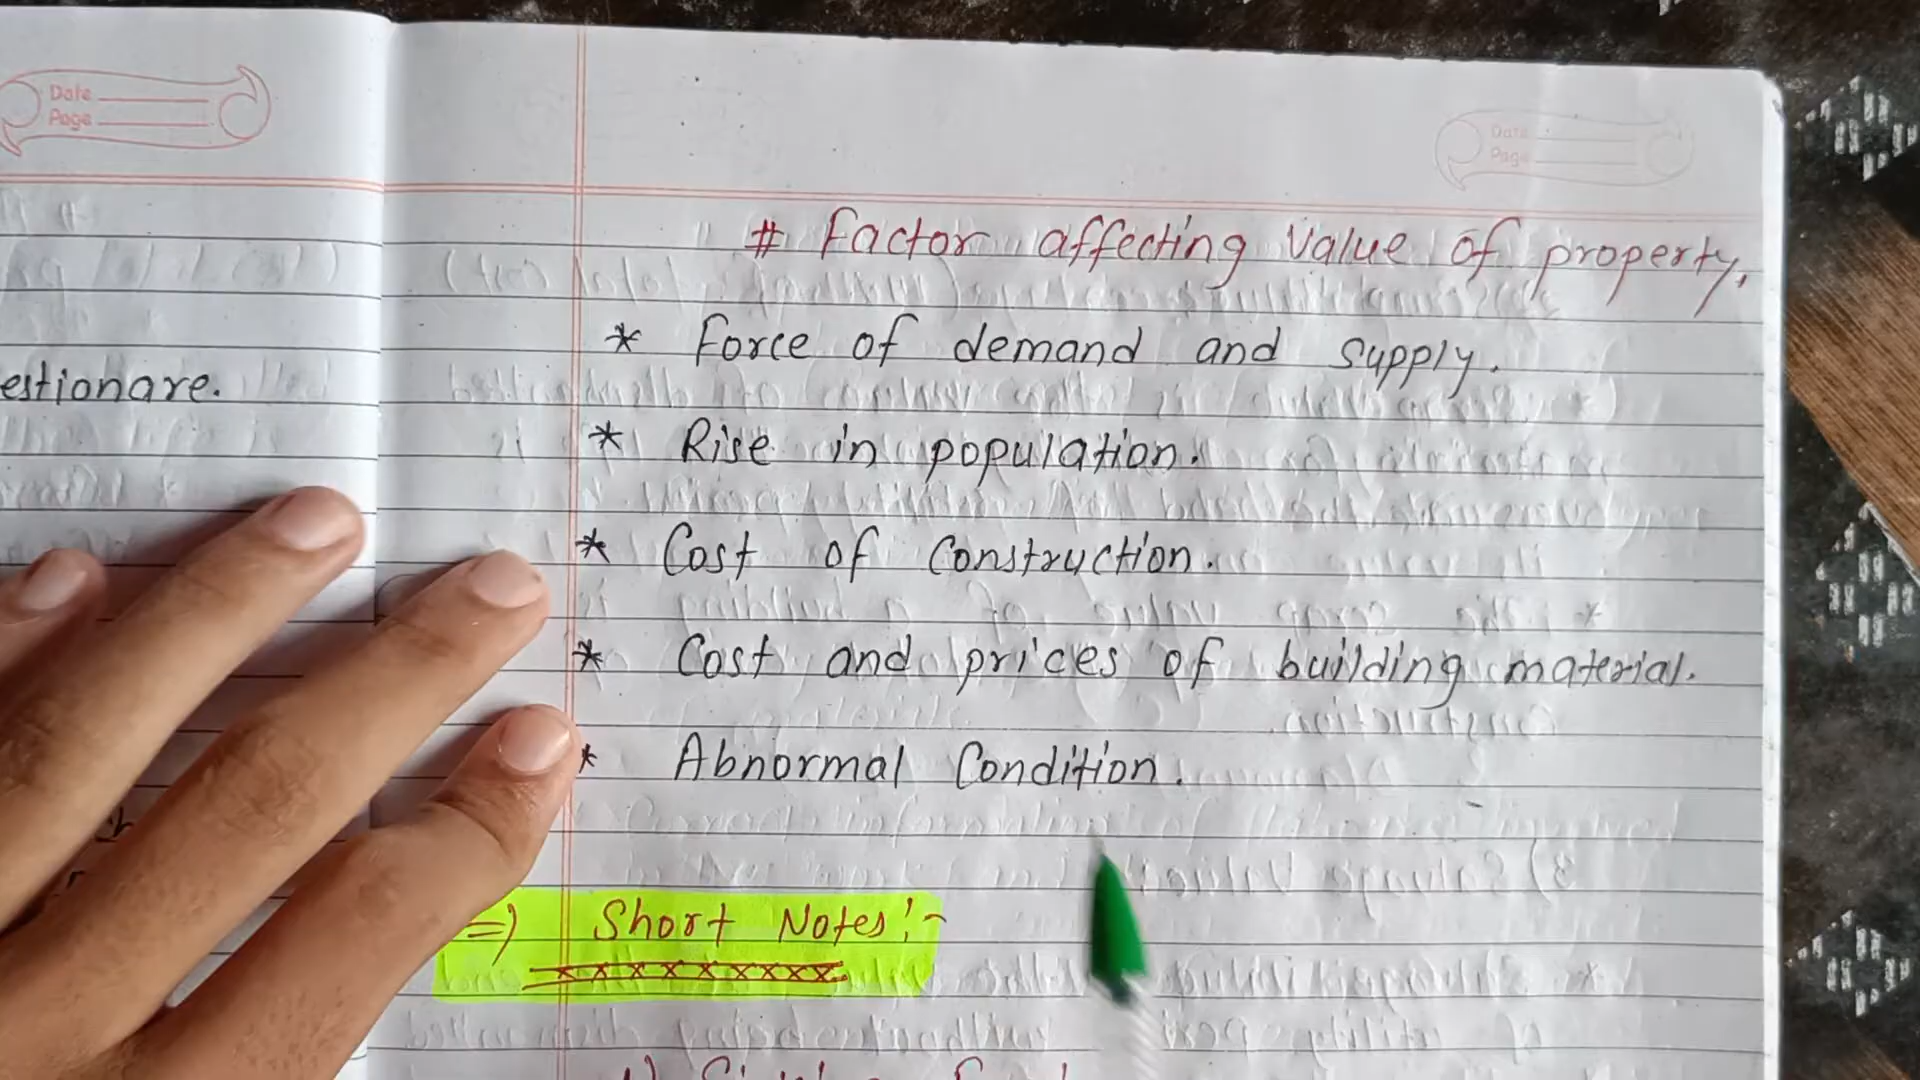 Date
Page
Date
Page
estionare.
# Factor affecting Value of property.
* Force of demand and supply.
* Rise in population.
* Cost of Construction.
* Cost and prices of building material.
* Abnormal Condition.
=) Short Notes:-